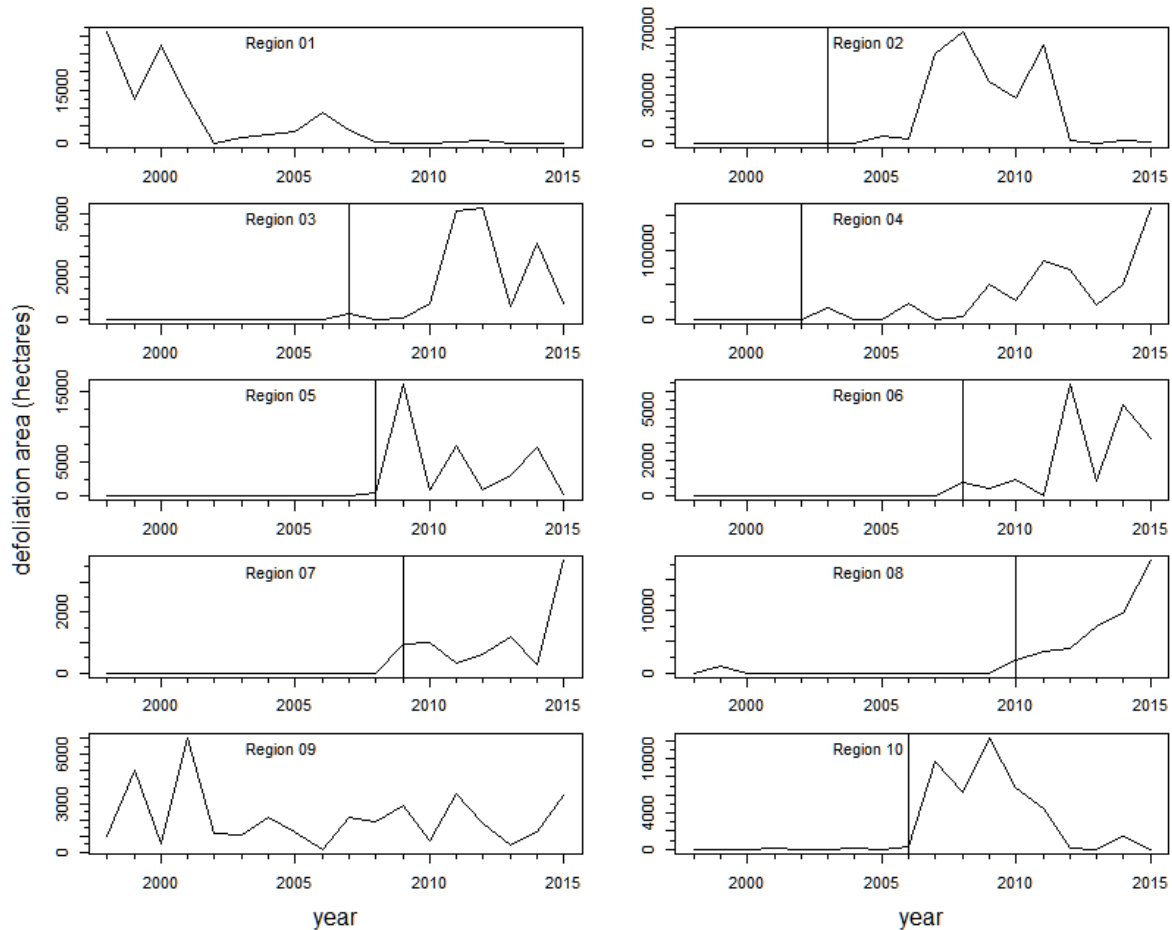 Region 01
0 15000
2000 2005 2010 2015
Region 02
0 30000 70000
2000 2005 2010 2015
Region 03
0 2000 5000
2000 2005 2010 2015
Region 04
0 100000
2000 2005 2010 2015
Region 05
0 5000 15000
2000 2005 2010 2015
Region 06
0 2000 5000
2000 2005 2010 2015
Region 07
0 2000
2000 2005 2010 2015
Region 08
0 10000
2000 2005 2010 2015
Region 09
0 3000 6000
2000 2005 2010 2015
Region 10
0 4000 10000
2000 2005 2010 2015
defoliation area (hectares)
year
year